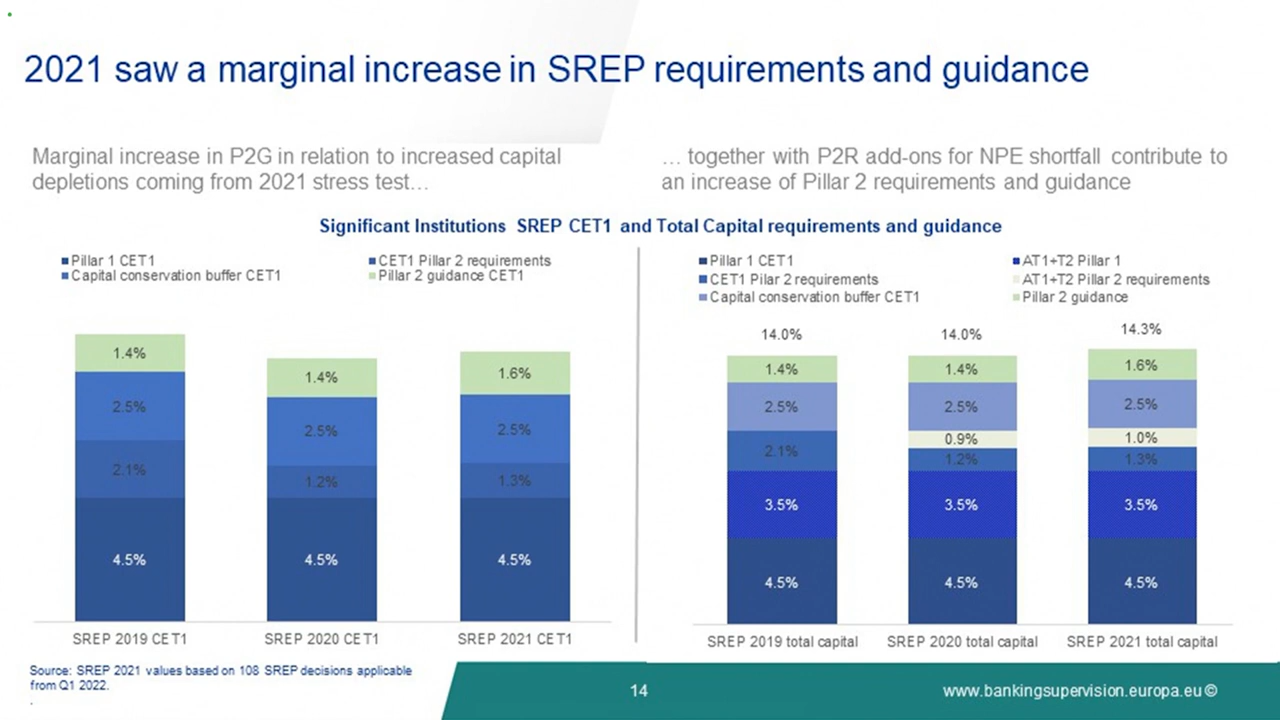 2021 saw a marginal increase in SREP requirements and guidance
Marginal increase in P2G in relation to increased capital
depletions coming from 2021 stress test…
… together with P2R add-ons for NPE shortfall contribute to
an increase of Pillar 2 requirements and guidance
Significant Institutions SREP CET1 and Total Capital requirements and guidance
Pillar 1 CET1
CET1 Pillar 2 requirements
Capital conservation buffer CET1
Pillar 2 guidance CET1
1.4%
2.5%
2.1%
4.5%
SREP 2019 CET1
1.4%
2.5%
1.2%
4.5%
SREP 2020 CET1
1.6%
2.5%
1.3%
4.5%
SREP 2021 CET1
Pillar 1 CET1
AT1+T2 Pillar 1
CET1 Pilar 2 requirements
AT1+T2 Pillar 2 requirements
Capital conservation buffer CET1
Pillar 2 guidance
14.0%
1.4%
2.5%
2.1%
3.5%
4.5%
SREP 2019 total capital
14.0%
1.4%
2.5%
0.9%
1.2%
3.5%
4.5%
SREP 2020 total capital
14.3%
1.6%
2.5%
1.0%
1.3%
3.5%
4.5%
SREP 2021 total capital
Source: SREP 2021 values based on 108 SREP decisions applicable
from Q1 2022.
.
14
www.bankingsupervision.europa.eu ©